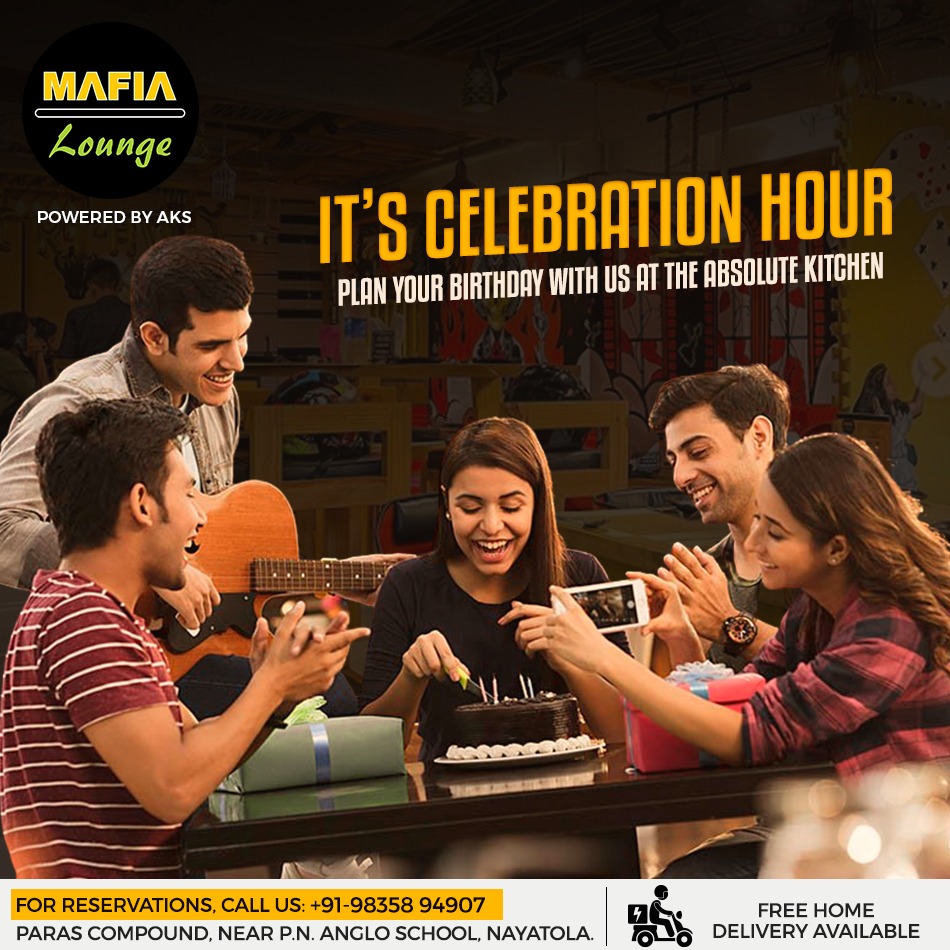 MAFIA
Lounge
POWERED BY AKS
IT'S CELEBRATION HOUR
PLAN YOUR BIRTHDAY WITH US AT THE ABSOLUTE KITCHEN
FOR RESERVATIONS, CALL US: +91-98358 94907
PARAS COMPOUND, NEAR P.N. ANGLO SCHOOL, NAYATOLA.
FREE HOME
DELIVERY AVAILABLE